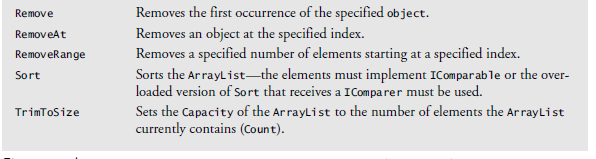 Remove Removes the first occurrence of the specified object.
RemoveAt Removes an object at the specified index.
RemoveRange Removes a specified number of elements starting at a specified index.
Sort Sorts the ArrayList—the elements must implement IComparable or the over-
loaded version of Sort that receives a IComparer must be used.
TrimToSize Sets the Capacity of the ArrayList to the number of elements the ArrayList
currently contains (Count).